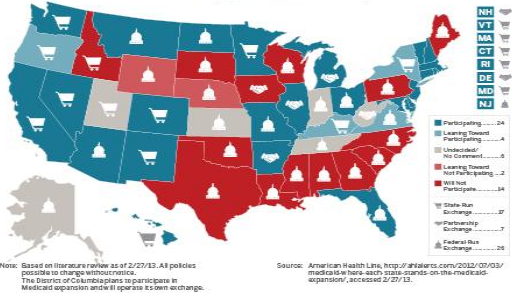 NH
VT
MA
CT
RI
DE
MD
NJ
Participating..........24
Leaning Toward
Participating..........4
Undecided/
No Comment..........6
Leaning Toward
Not Participating...2
Will Not
Participate..........14
State Run
Exchange..........17
Partnership
Exchange..........7
Federal Run
Exchange..........26
Note: Based on literature review as of 2/27/13. All policies
possible to change without notice.
The District of Columbia plans to participate in
Medicaid expansion and will operate its own exchange.
Source: American Health Line, http://ahlalerts.com/2012/07/03/
medicaid-where-each-state-stands-on-the-medicaid-
expansion/, accessed 2/27/13.